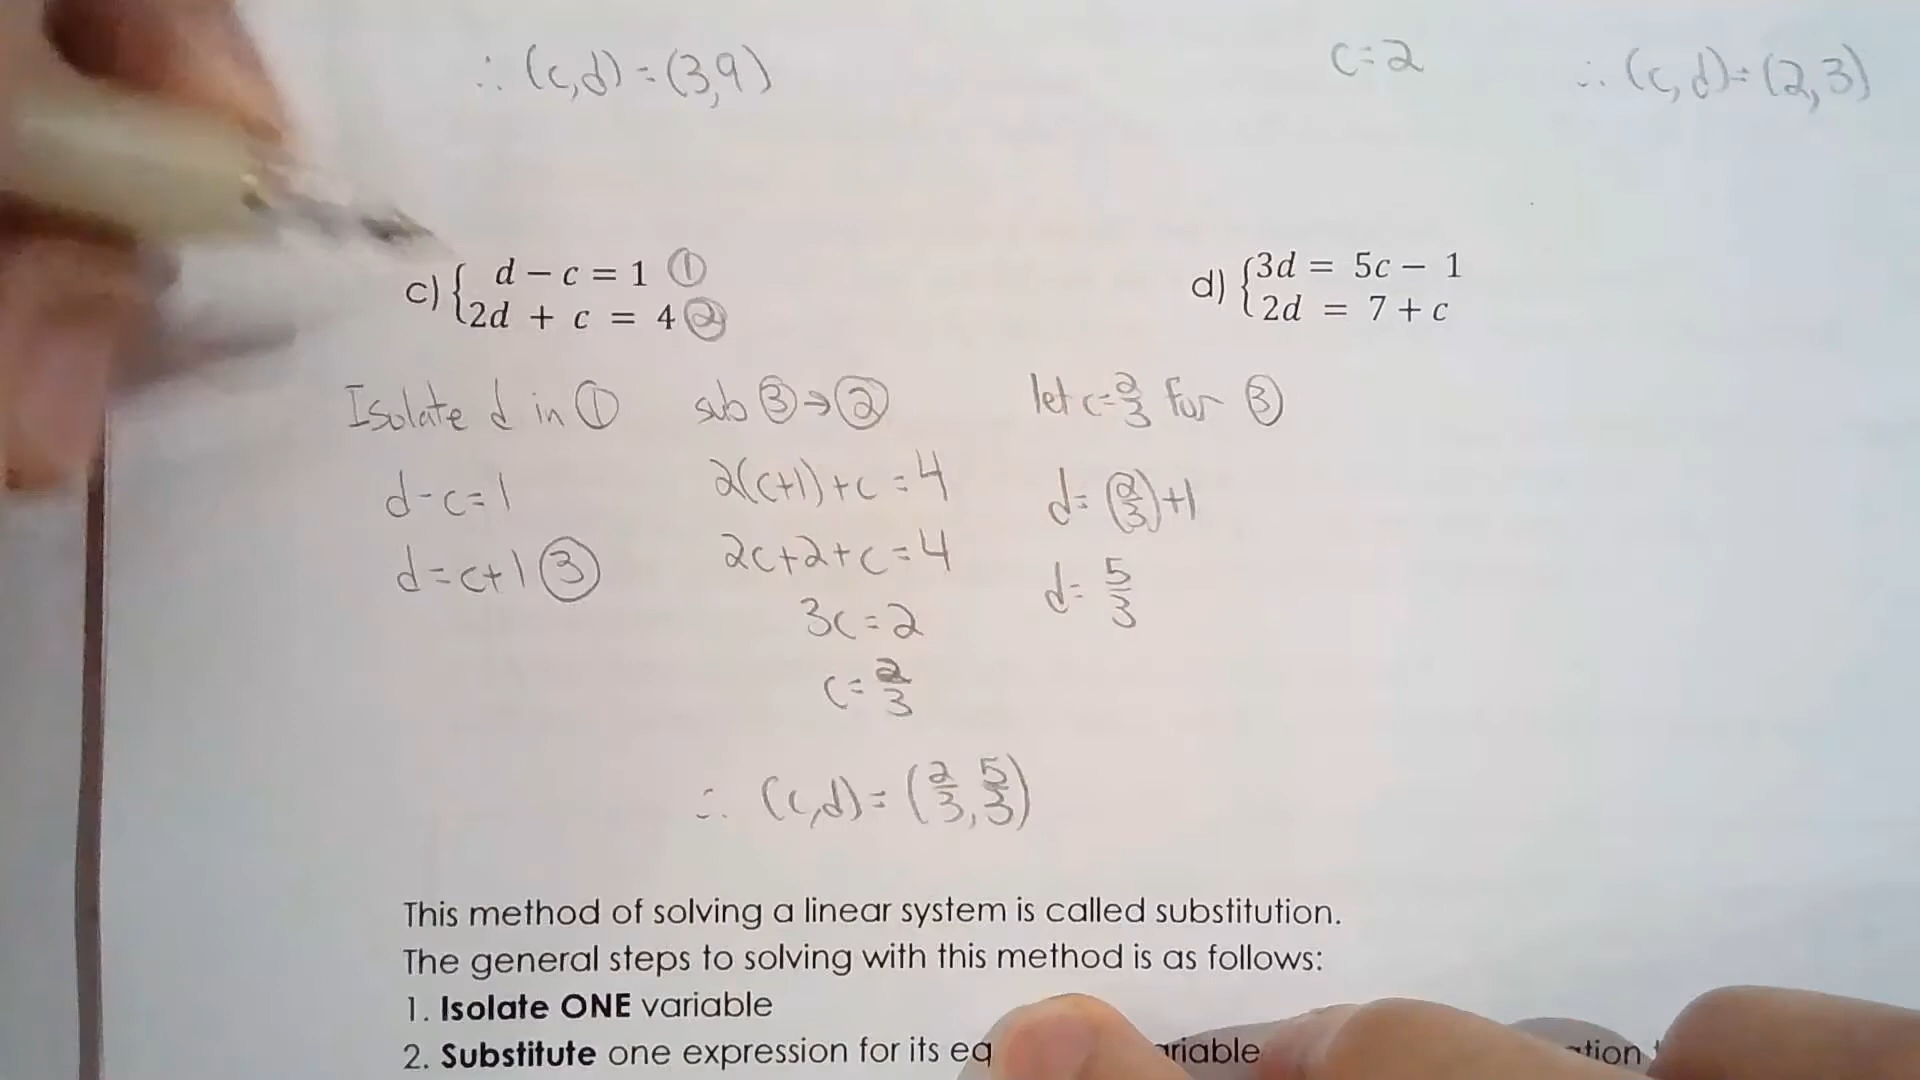 ∴ (c,d) = (3,9)
c = 2 ∴ (c,d) = (2,3)
c) { d − c = 1 ①
2d + c = 4 ②
d) { 3d = 5c − 1
2d = 7 + c
Isolate d in ①
d - c = 1
d = c+1 ③
sub ③ → ②
2(c+1)+c = 4
2c+2+c = 4
3c = 2
c = 2/3
let c = 2/3 for ③
d = (2/3)+1
d = 5/3
∴ (c,d) = (2/3, 5/3)
This method of solving a linear system is called substitution.
The general steps to solving with this method is as follows:
1. Isolate ONE variable
2. Substitute one expression for its